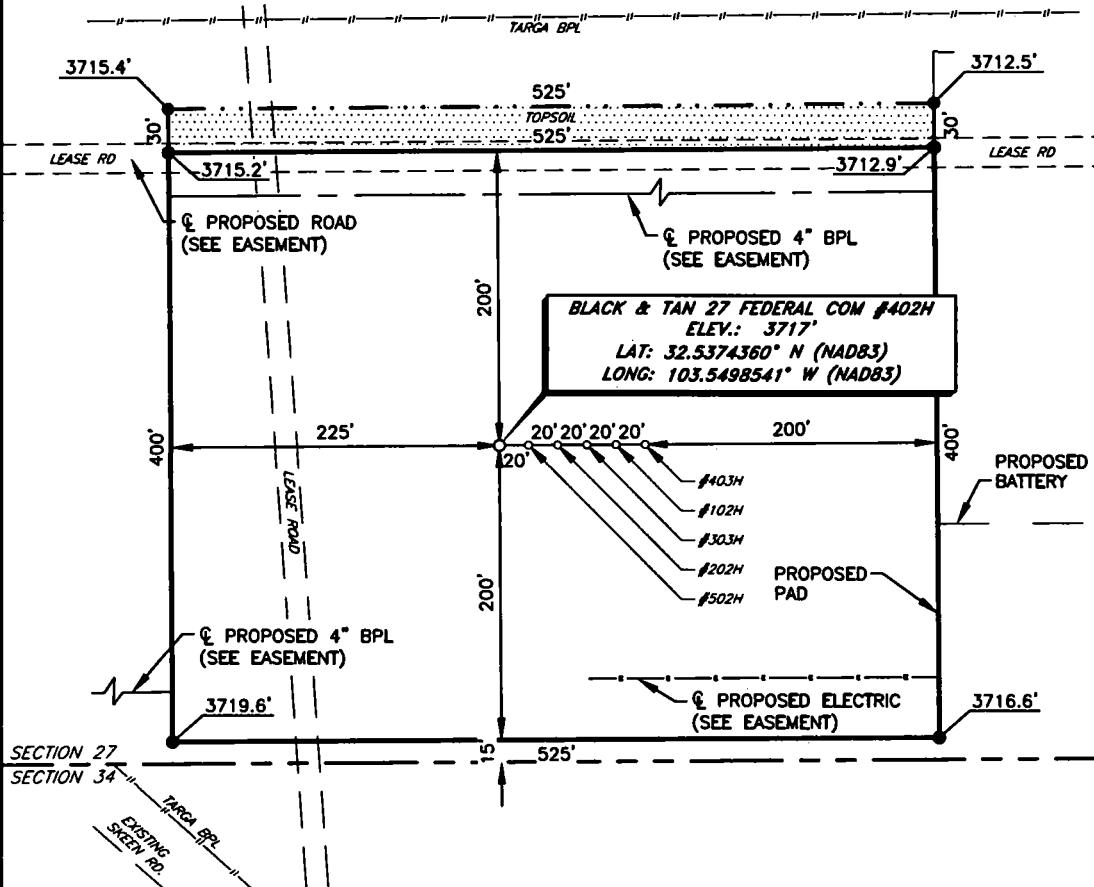 TARGA BPL
3715.4'
3712.5'
525'
TOPSOIL
30'
30'
525'
LEASE RD
LEASE RD
3715.2'
3712.9'
℄ PROPOSED ROAD
(SEE EASEMENT)
℄ PROPOSED 4" BPL
(SEE EASEMENT)
200'
BLACK & TAN 27 FEDERAL COM #402H
ELEV.: 3717'
LAT: 32.5374360° N (NAD83)
LONG: 103.5498541° W (NAD83)
400'
225'
20'
20'
20'
20'
20'
200'
400'
#403H
#102H
#303H
#202H
#502H
PROPOSED
BATTERY
LEASE ROAD
PROPOSED
PAD
200'
℄ PROPOSED 4" BPL
(SEE EASEMENT)
E
E
E
E
E
E
℄ PROPOSED ELECTRIC
(SEE EASEMENT)
3719.6'
3716.6'
SECTION 27
SECTION 34
15'
525'
TARGA BPL
EXISTING
SKEEN RD.